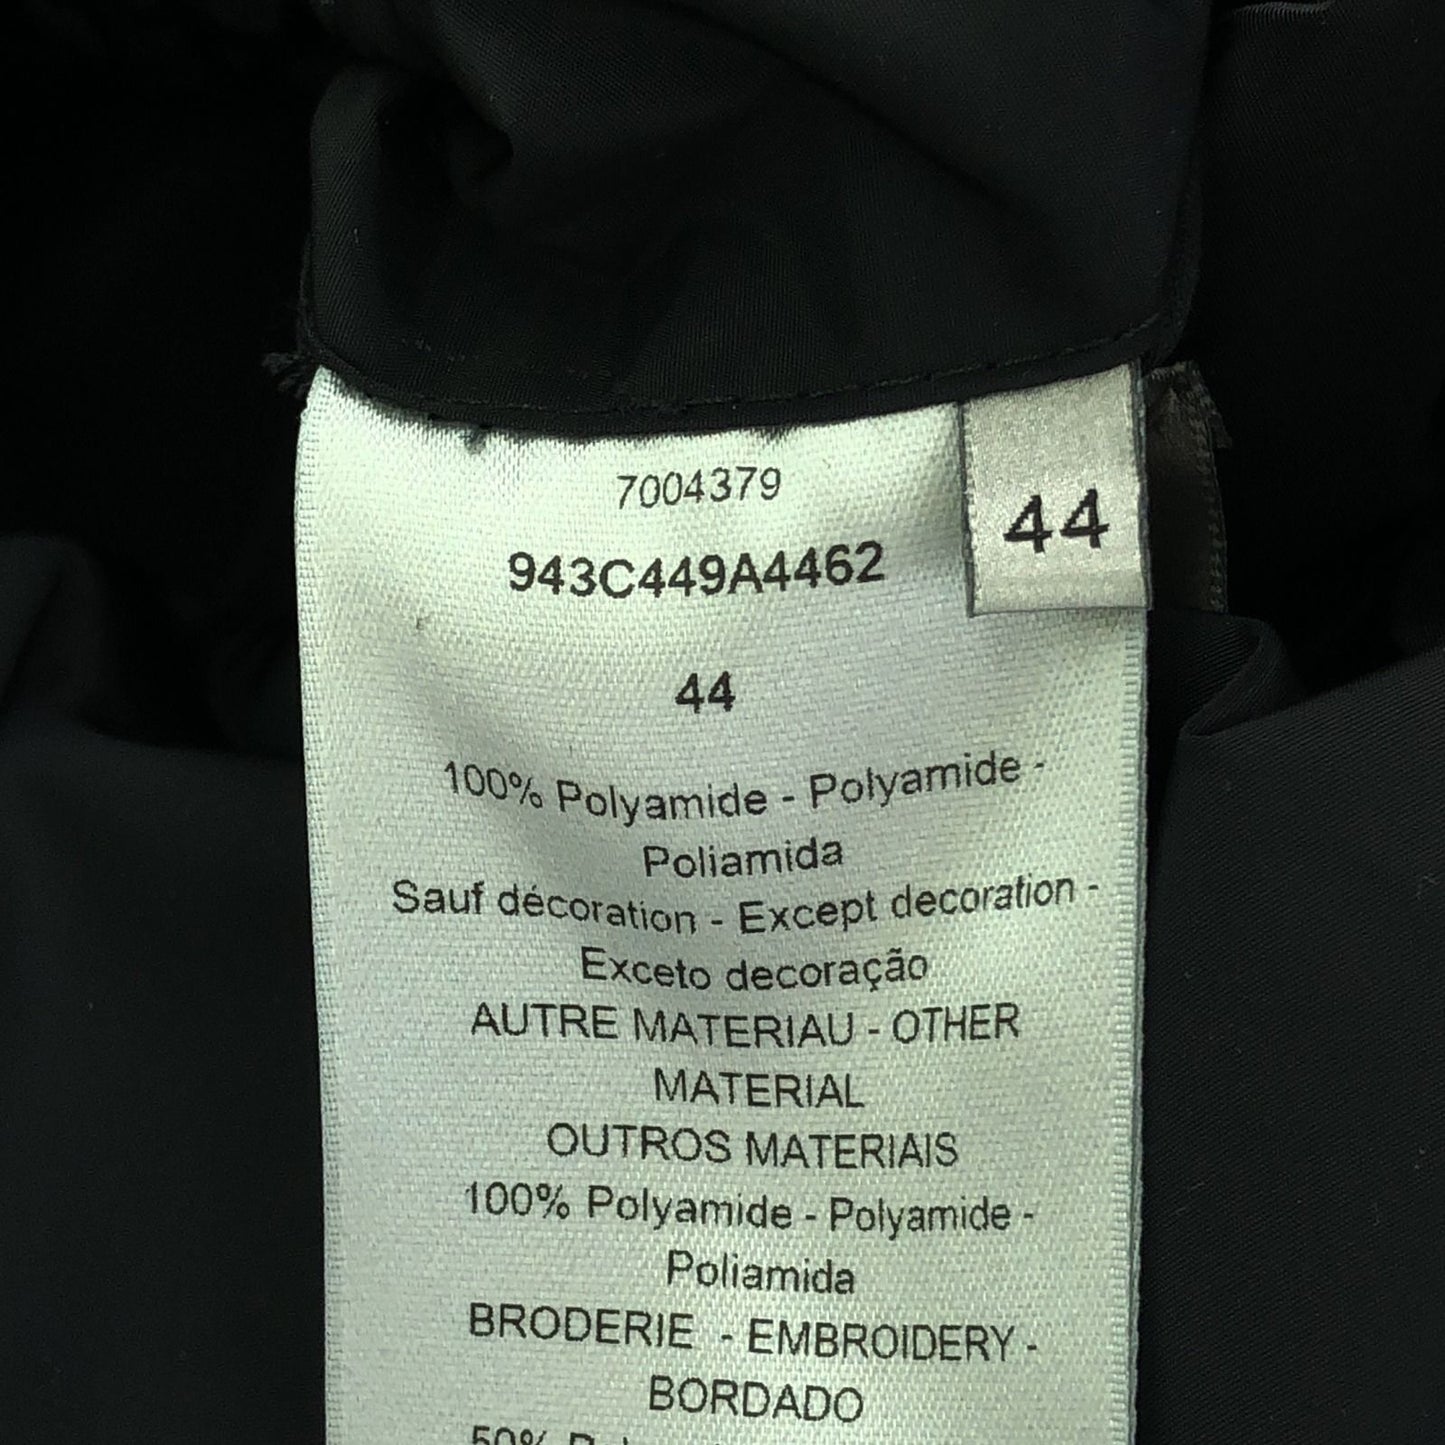 7004379
943C449A4462
44
44
100% Polyamide - Polyamide -
Poliamida
Sauf décoration - Except decoration -
Exceto decoração
AUTRE MATERIAU - OTHER
MATERIAL
OUTROS MATERIAIS
100% Polyamide - Polyamide -
Poliamida
BRODERIE - EMBROIDERY -
BORDADO
50%